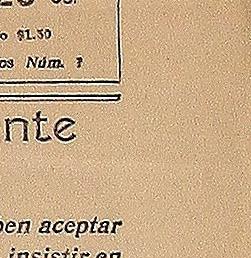 o $1.50
os Núm. 7
nte
ben aceptar
insistir en